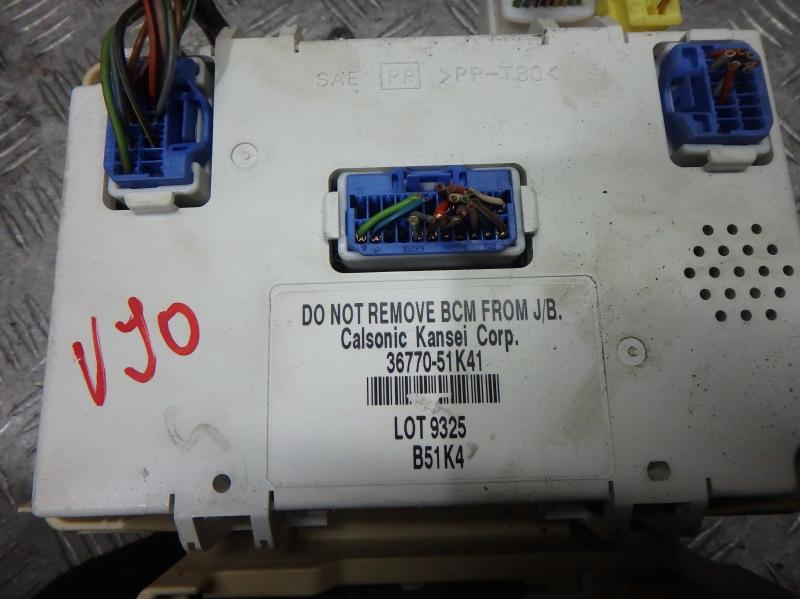 SAE PP >PP-T30<
DO NOT REMOVE BCM FROM J/B.
Calsonic Kansei Corp.
36770-51K41
LOT 9325
B51K4
VJO